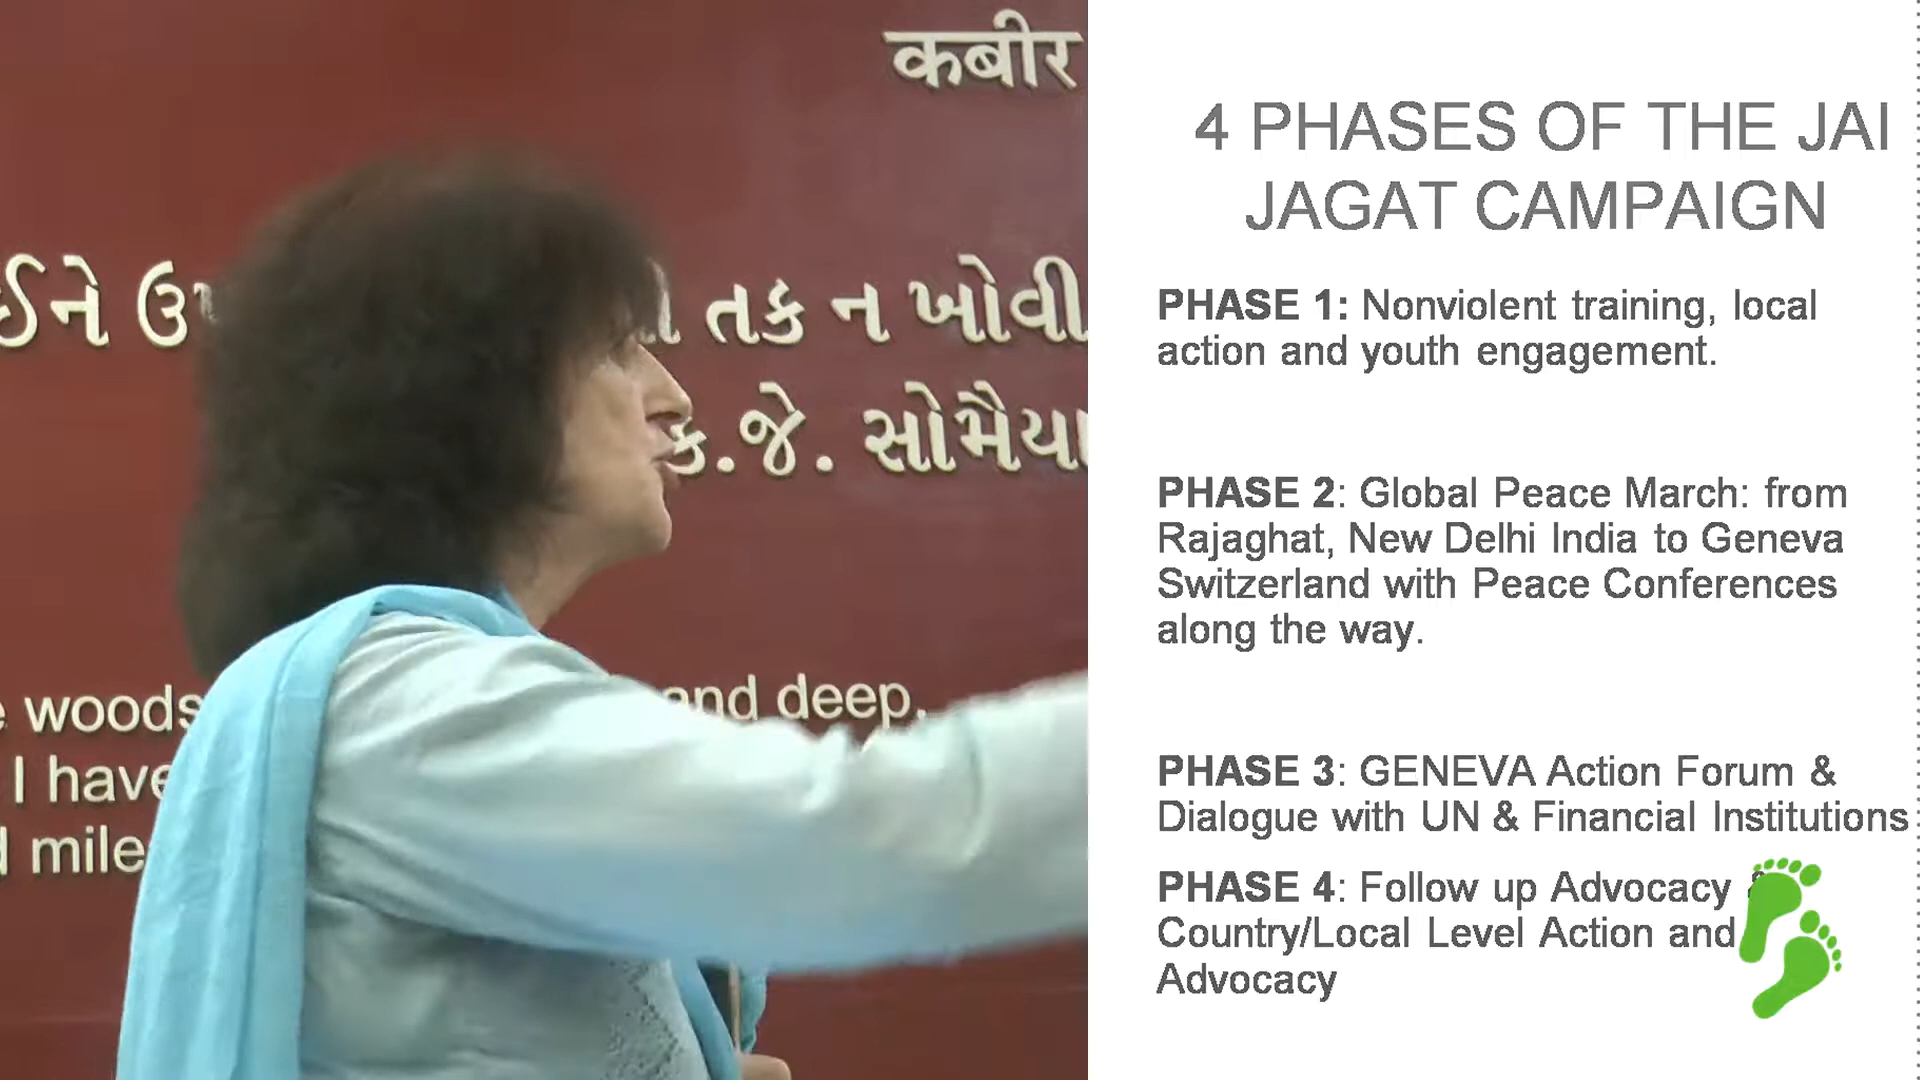 कबीर
ઈને
તક ન ખોવી
ક.જે. સોમૈયા
woods and deep,
I have
mile
4 PHASES OF THE JAI
JAGAT CAMPAIGN
PHASE 1: Nonviolent training, local
action and youth engagement.
PHASE 2: Global Peace March: from
Rajaghat, New Delhi India to Geneva
Switzerland with Peace Conferences
along the way.
PHASE 3: GENEVA Action Forum &
Dialogue with UN & Financial Institutions
PHASE 4: Follow up Advocacy &
Country/Local Level Action and
Advocacy